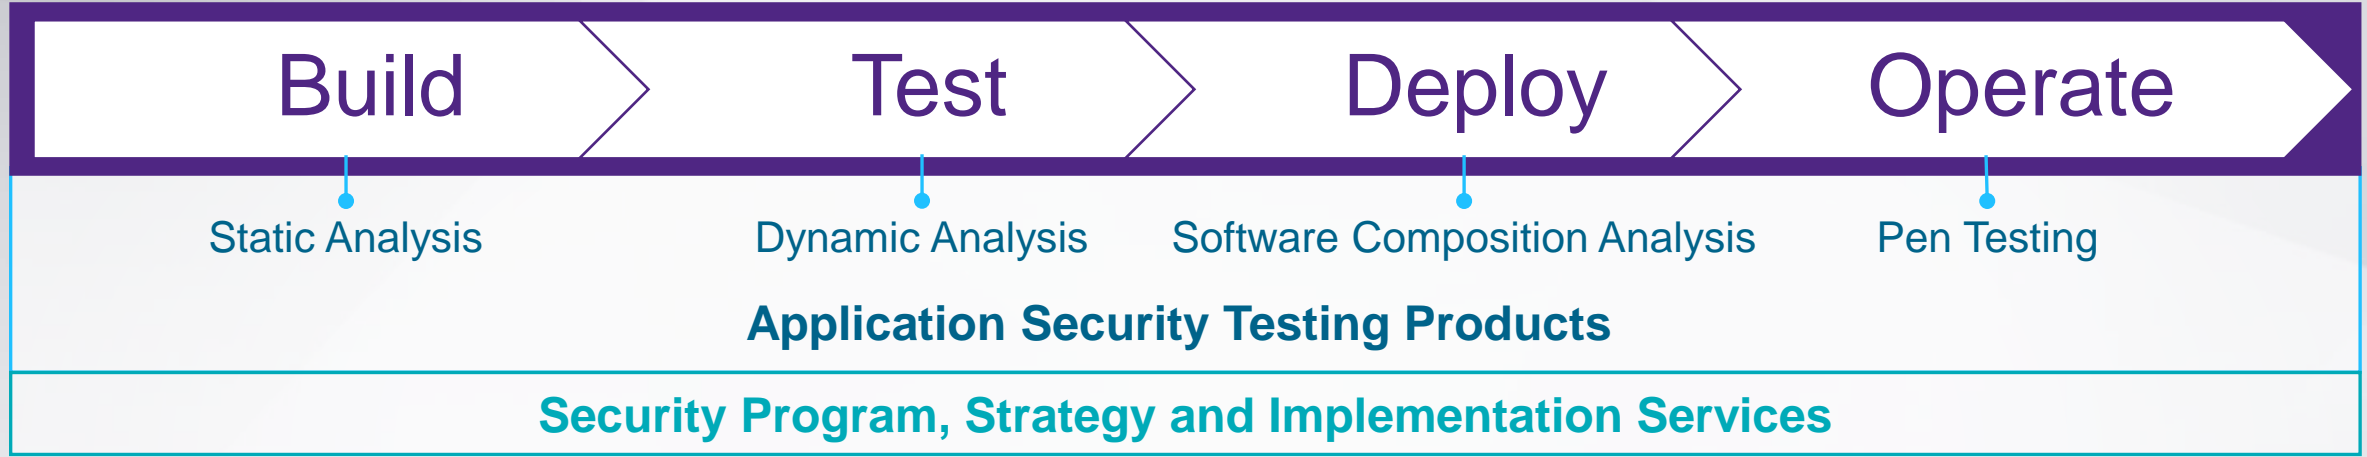 Build Test Deploy Operate
Static Analysis Dynamic Analysis Software Composition Analysis Pen Testing
Application Security Testing Products
Security Program, Strategy and Implementation Services